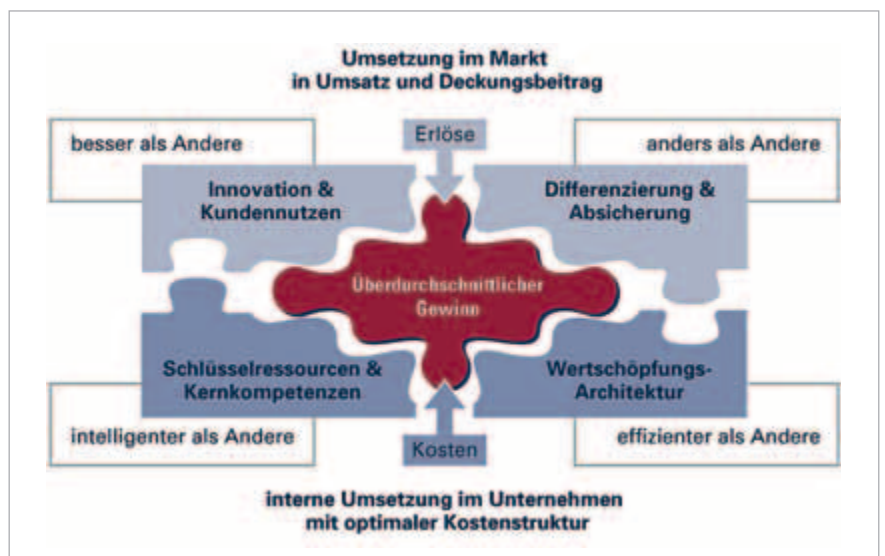 Umsetzung im Markt
in Umsatz und Deckungsbeitrag
besser als Andere
Erlöse
anders als Andere
Innovation &
Kundennutzen
Differenzierung &
Absicherung
Überdurchschnittlicher
Gewinn
Schlüsselressourcen &
Kernkompetenzen
Wertschöpfungs-
Architektur
intelligenter als Andere
Kosten
effizienter als Andere
interne Umsetzung im Unternehmen
mit optimaler Kostenstruktur